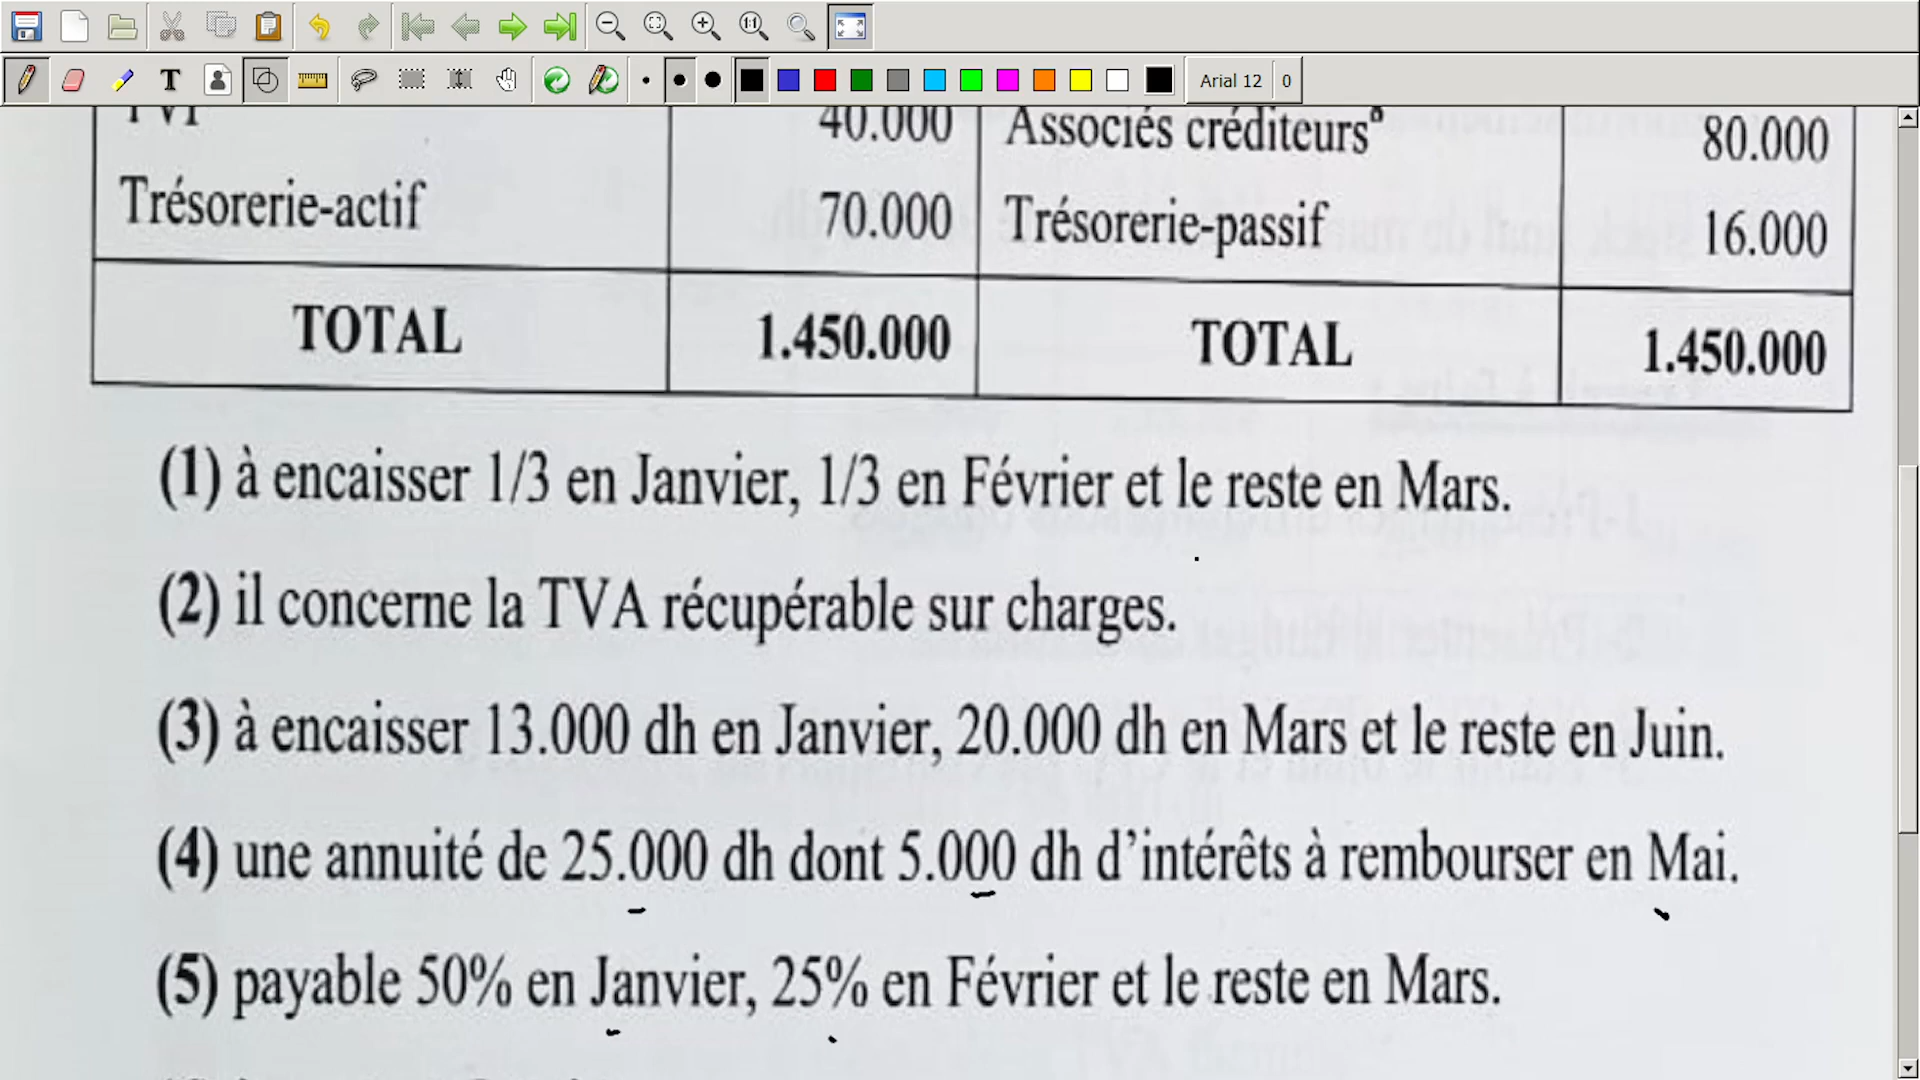 T
Arial 12 0
TVP 40.000 Associés créditeurs⁸ 80.000
Trésorerie-actif 70.000 Trésorerie-passif 16.000
TOTAL 1.450.000 TOTAL 1.450.000
(1) à encaisser 1/3 en Janvier, 1/3 en Février et le reste en Mars.
(2) il concerne la TVA récupérable sur charges.
(3) à encaisser 13.000 dh en Janvier, 20.000 dh en Mars et le reste en Juin.
(4) une annuité de 25.000 dh dont 5.000 dh d’intérêts à rembourser en Mai.
(5) payable 50% en Janvier, 25% en Février et le reste en Mars.